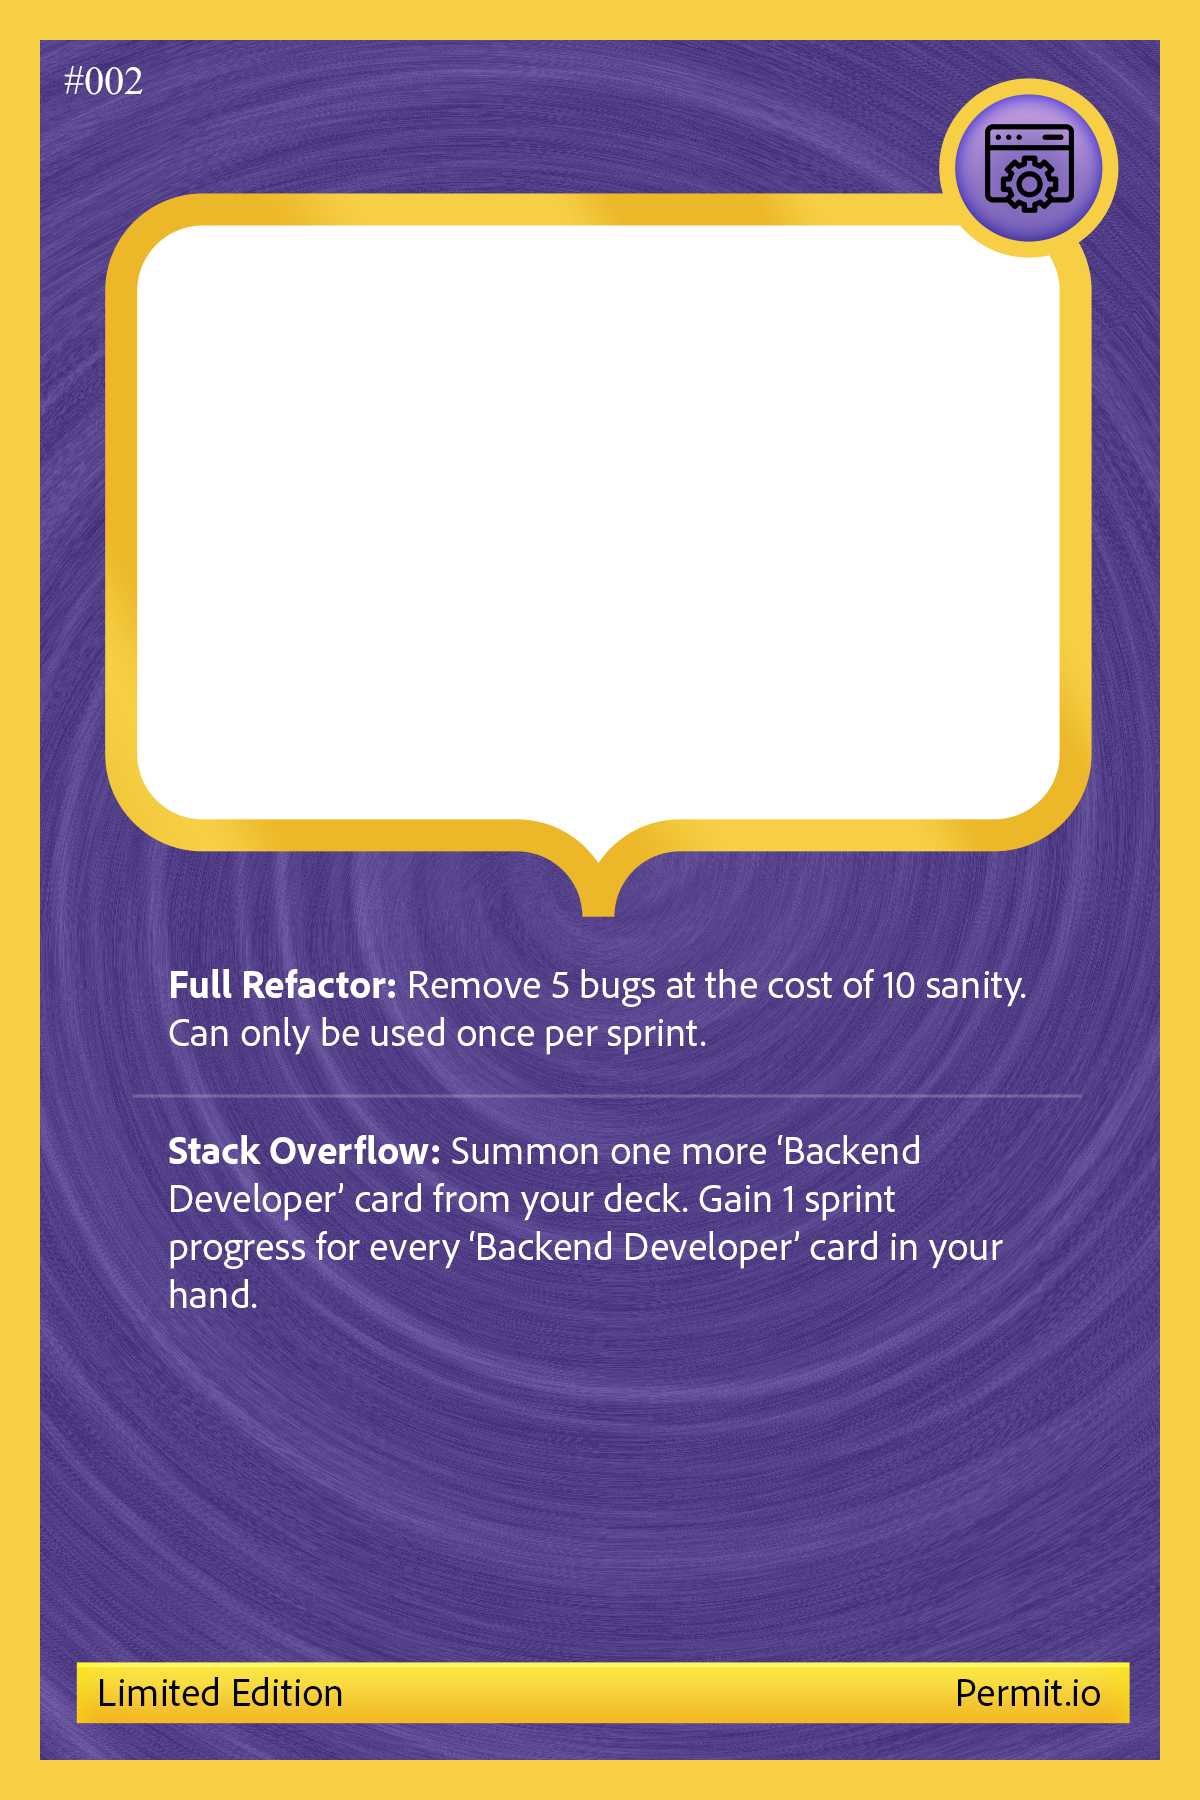 #002
Full Refactor: Remove 5 bugs at the cost of 10 sanity.
Can only be used once per sprint.
Stack Overflow: Summon one more ‘Backend
Developer’ card from your deck. Gain 1 sprint
progress for every ‘Backend Developer’ card in your
hand.
Limited Edition
Permit.io